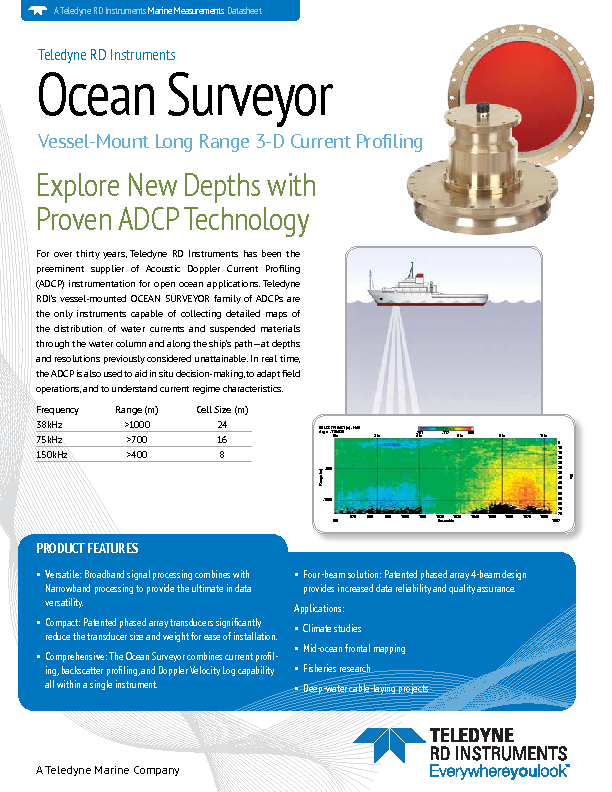 A Teledyne RD Instruments Marine Measurements Datasheet
Teledyne RD Instruments
Ocean Surveyor
Vessel-Mount Long Range 3-D Current Profiling
Explore New Depths with
Proven ADCP Technology
For over thirty years, Teledyne RD Instruments has been the
preeminent supplier of Acoustic Doppler Current Profiling
(ADCP) instrumentation for open ocean applications. Teledyne
RDI's vessel-mounted OCEAN SURVEYOR family of ADCPs are
the only instruments capable of collecting detailed maps of
the distribution of water currents and suspended materials
through the water column and along the ship's path—at depths
and resolutions previously considered unattainable. In real time,
the ADCP is also used to aid in situ decision-making, to adapt field
operations, and to understand current regime characteristics.
Frequency Range (m) Cell Size (m)
38kHz >1000 24
75kHz >700 16
150kHz >400 8
PRODUCT FEATURES
• Versatile: Broadband signal processing combines with
Narrowband processing to provide the ultimate in data
versatility.
• Compact: Patented phased array transducers significantly
reduce the transducer size and weight for ease of installation.
• Comprehensive: The Ocean Surveyor combines current profil-
ing, backscatter profiling, and Doppler Velocity Log capability
all within a single instrument.
• Four-beam solution: Patented phased array 4-beam design
provides increased data reliability and quality assurance.
Applications:
• Climate studies
• Mid-ocean frontal mapping
• Fisheries research
• Deep-water cable-laying projects
TELEDYNE
RD INSTRUMENTS
Everywhereyoulook™
A Teledyne Marine Company